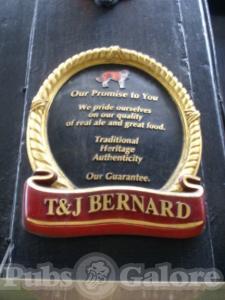 Our Promise to You
We pride ourselves
on our quality
of real ale and great food.
Traditional
Heritage
Authenticity
Our Guarantee.
T&J BERNARD
Pubs Galore